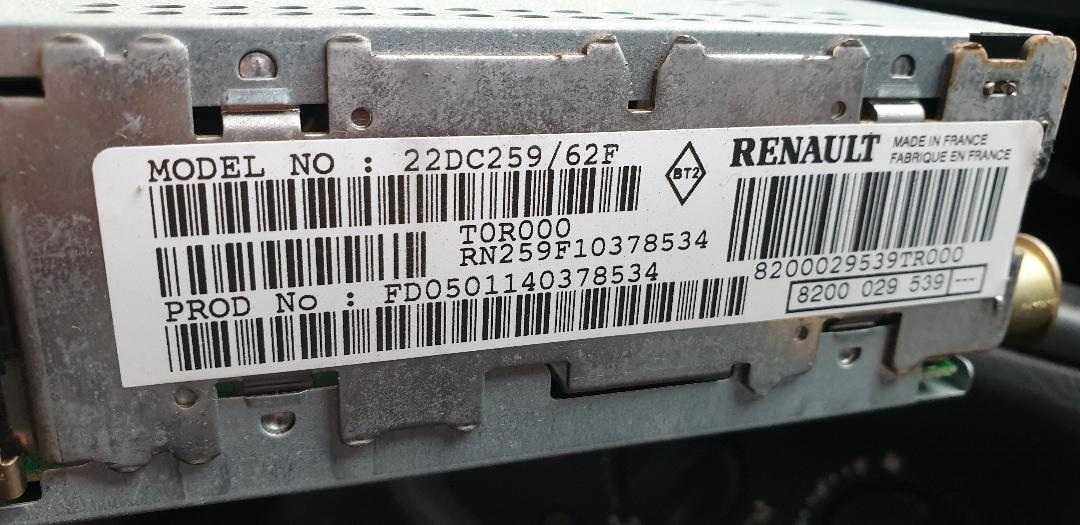 MODEL NO : 22DC259/62F
BT2
RENAULT
MADE IN FRANCE
FABRIQUE EN FRANCE
T0R000
RN259F10378534
PROD No : FD0501140378534
8200029539TR000
8200 029 539 ---